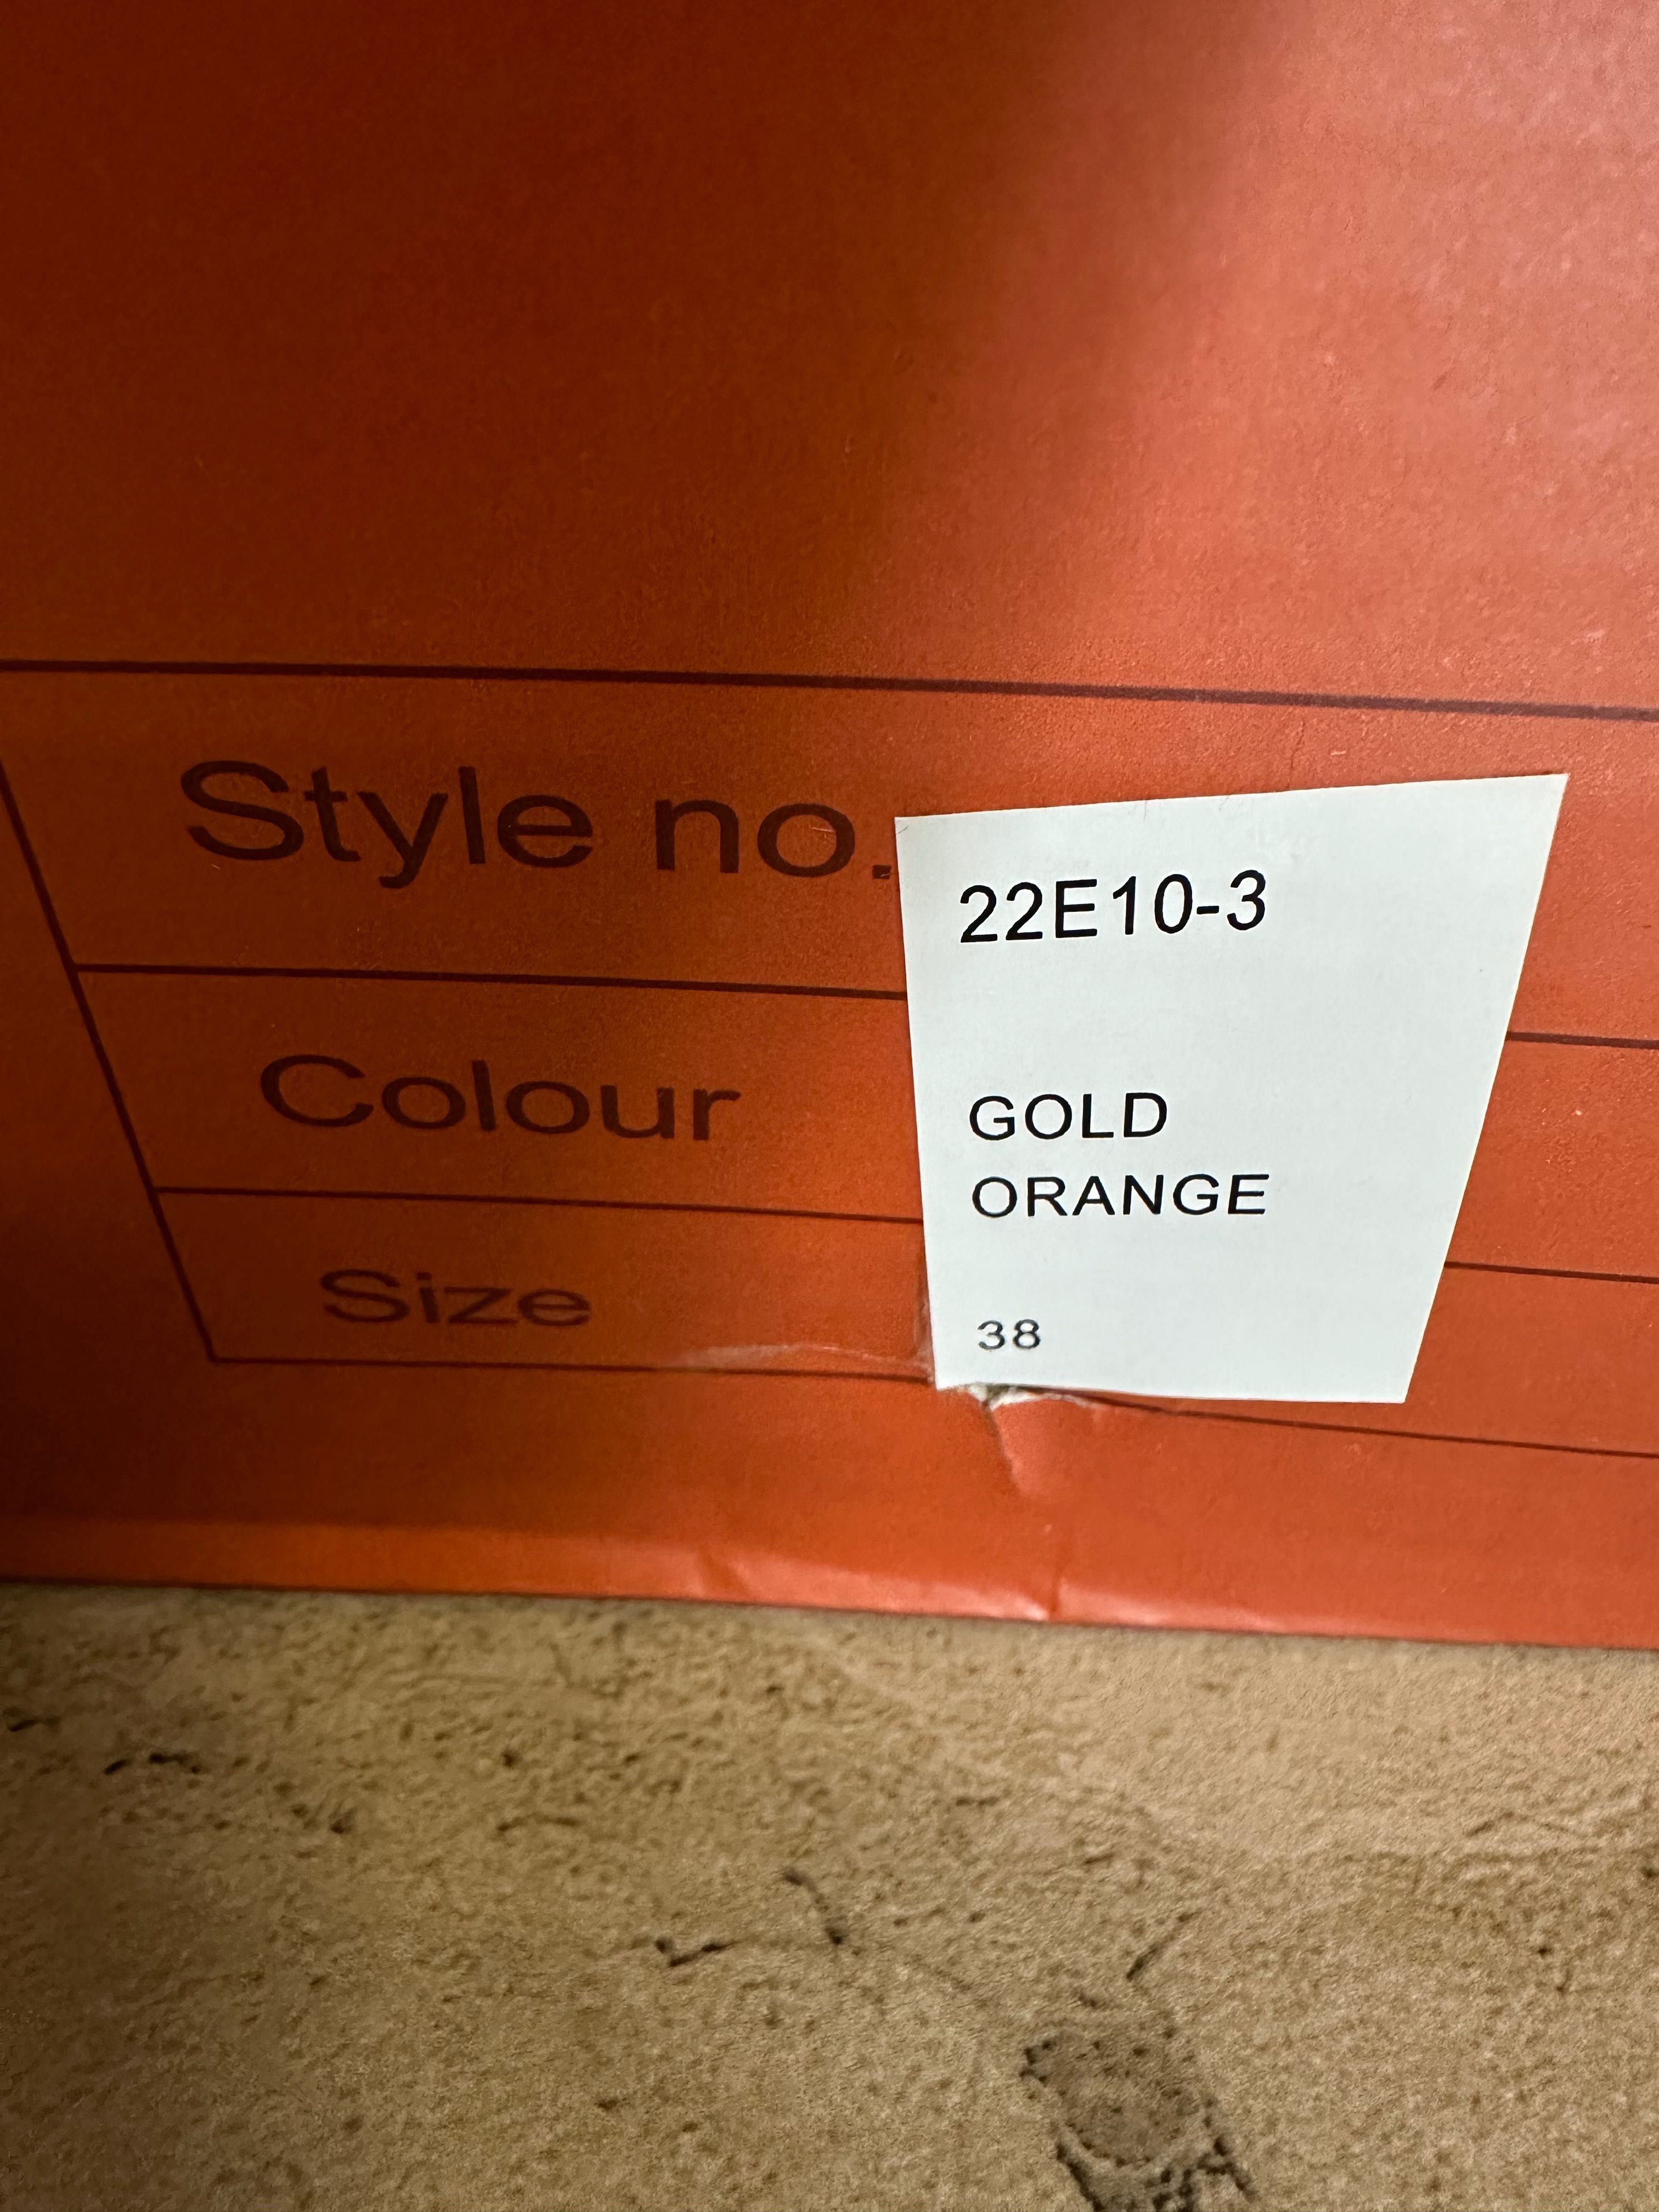 Style no. 22E10-3
Colour GOLD
ORANGE
Size 38